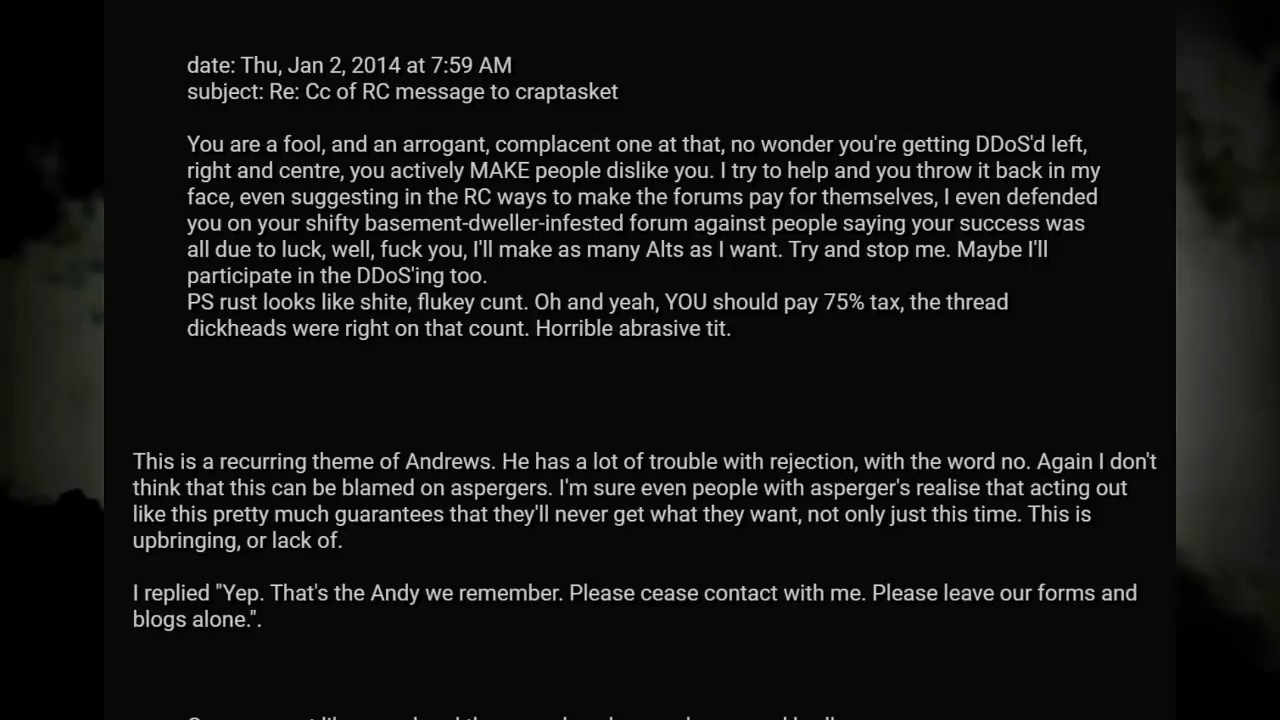 date: Thu, Jan 2, 2014 at 7:59 AM
subject: Re: Cc of RC message to craptasket
You are a fool, and an arrogant, complacent one at that, no wonder you're getting DDoS'd left,
right and centre, you actively MAKE people dislike you. I try to help and you throw it back in my
face, even suggesting in the RC ways to make the forums pay for themselves, I even defended
you on your shifty basement-dweller-infested forum against people saying your success was
all due to luck, well, fuck you, I'll make as many Alts as I want. Try and stop me. Maybe I'll
participate in the DDoS'ing too.
PS rust looks like shite, flukey cunt. Oh and yeah, YOU should pay 75% tax, the thread
dickheads were right on that count. Horrible abrasive tit.
This is a recurring theme of Andrews. He has a lot of trouble with rejection, with the word no. Again I don't
think that this can be blamed on aspergers. I'm sure even people with asperger's realise that acting out
like this pretty much guarantees that they'll never get what they want, not only just this time. This is
upbringing, or lack of.
I replied "Yep. That's the Andy we remember. Please cease contact with me. Please leave our forms and
blogs alone.".